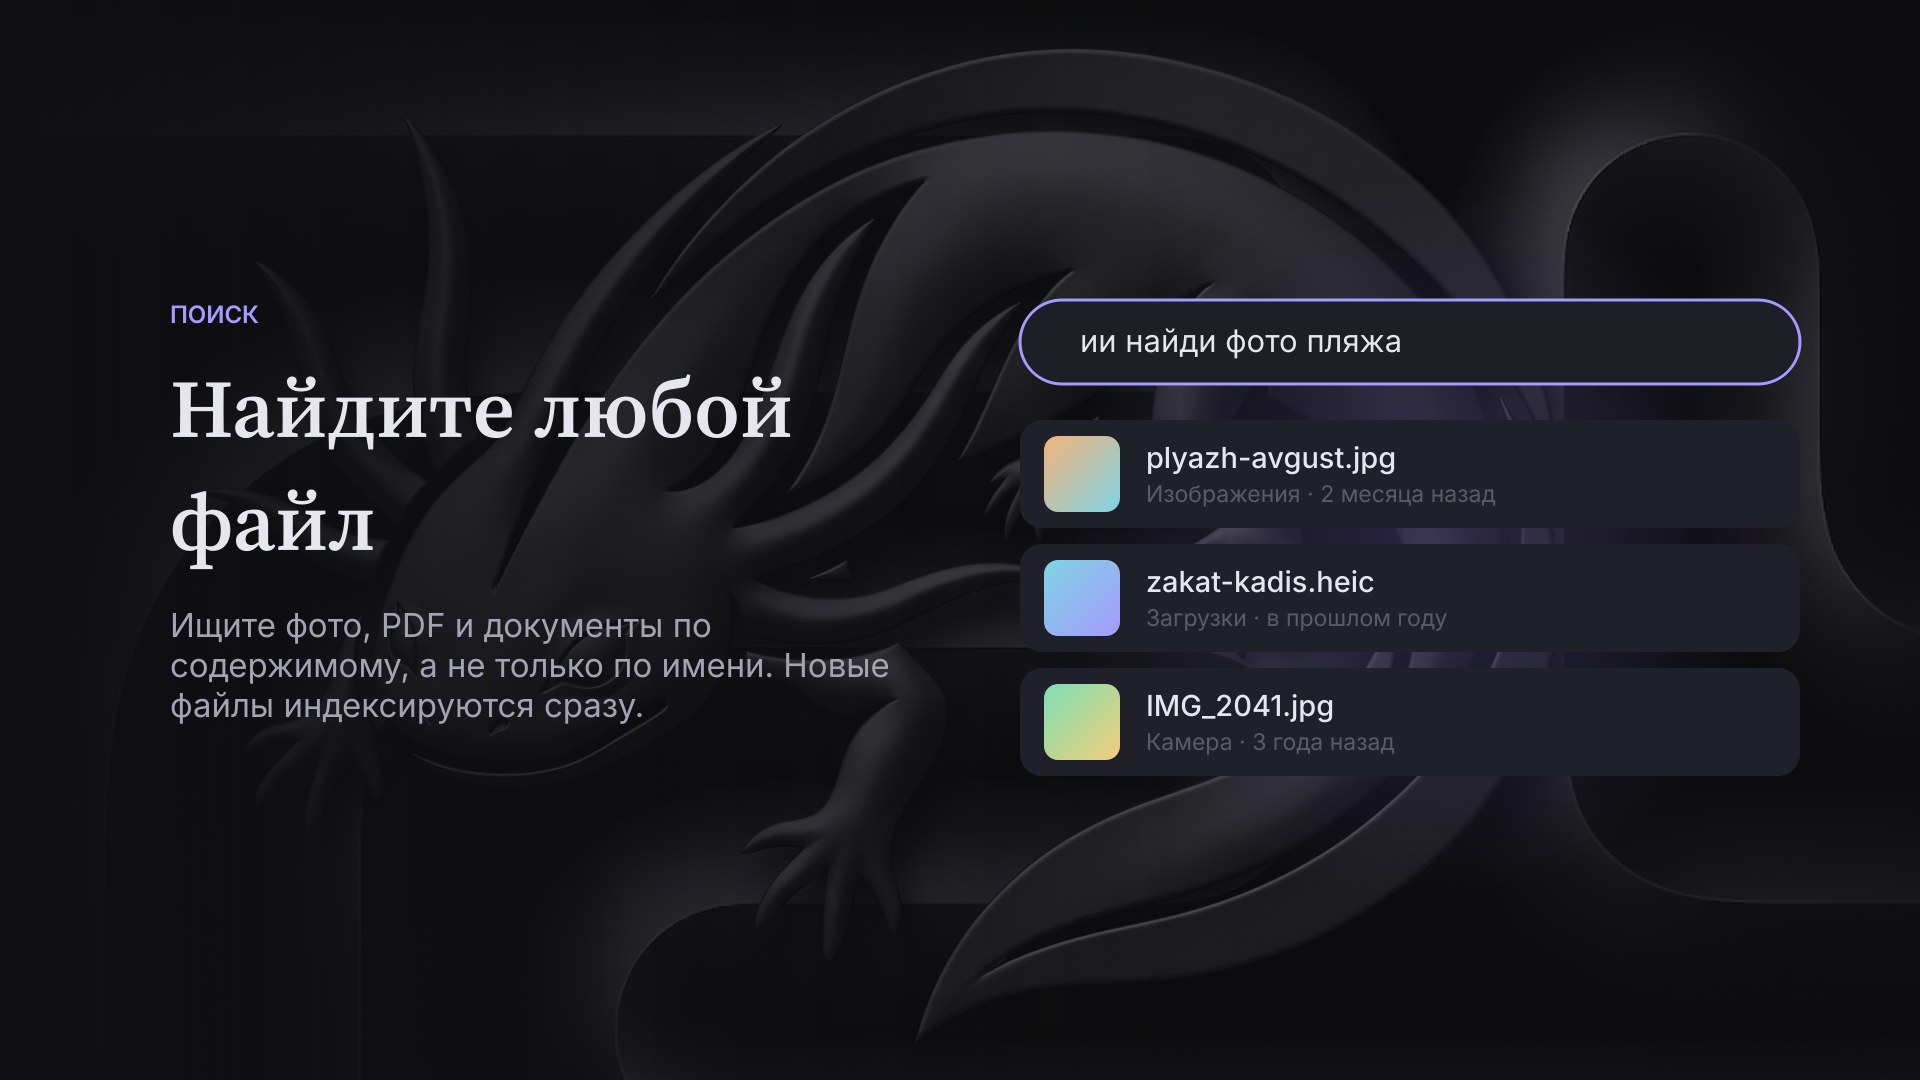 поиск
Найдите любой
файл
Ищите фото, PDF и документы по
содержимому, а не только по имени. Новые
файлы индексируются сразу.
ии найди фото пляжа
plyazh-avgust.jpg
Изображения · 2 месяца назад
zakat-kadis.heic
Загрузки · в прошлом году
IMG_2041.jpg
Камера · 3 года назад